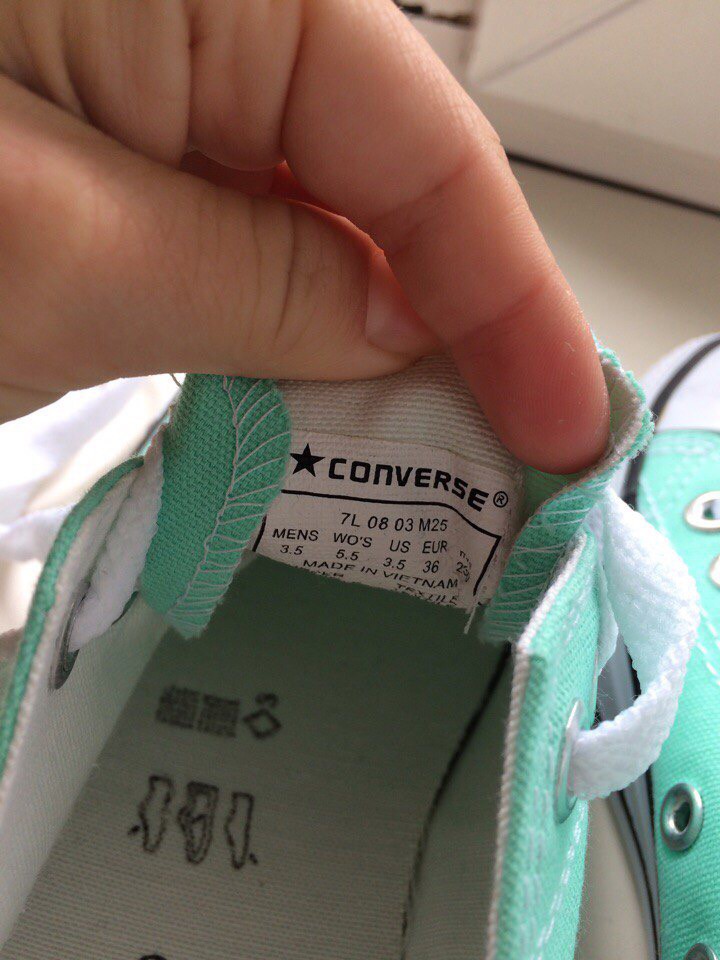 ★CONVERSE®
7L 08 03 M25
MENS WO'S US EUR
3.5 5.5 3.5 36
MADE IN VIETNAM
TEXTILE